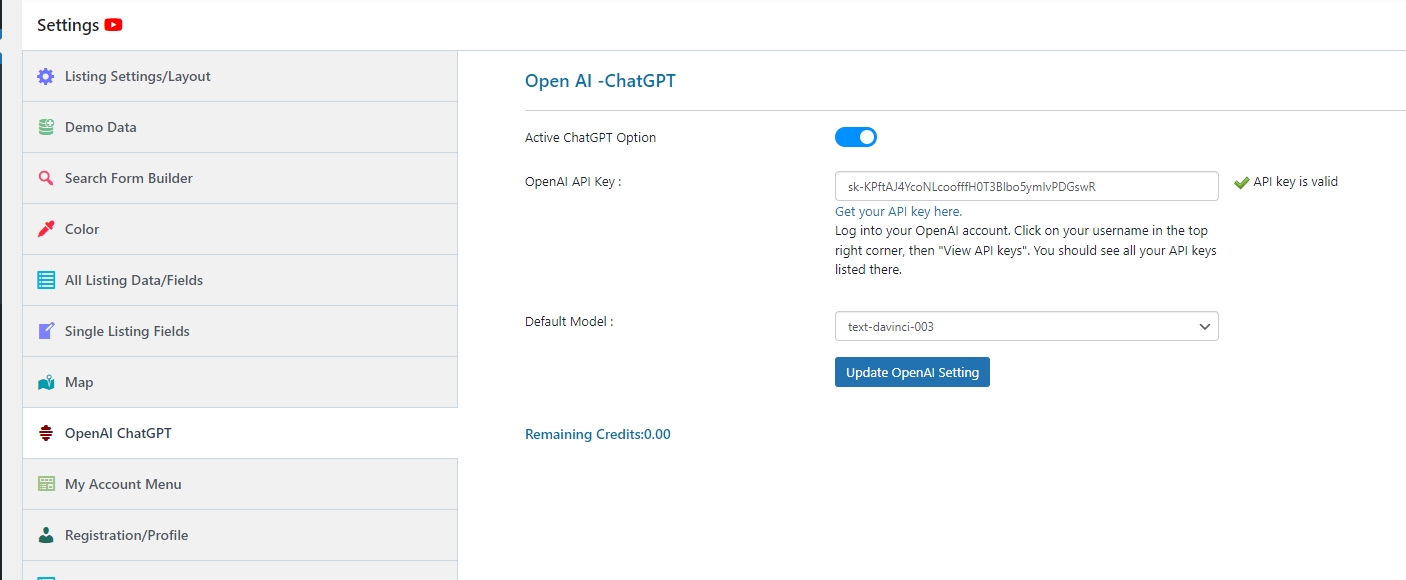 Settings
Listing Settings/Layout
Demo Data
Search Form Builder
Color
All Listing Data/Fields
Single Listing Fields
Map
OpenAI ChatGPT
My Account Menu
Registration/Profile
Open AI -ChatGPT
Active ChatGPT Option
OpenAI API Key :
API key is valid
Get your API key here.
Log into your OpenAI account. Click on your username in the top
right corner, then "View API keys". You should see all your API keys
listed there.
Default Model :
text-davinci-003
Update OpenAI Setting
Remaining Credits:0.00